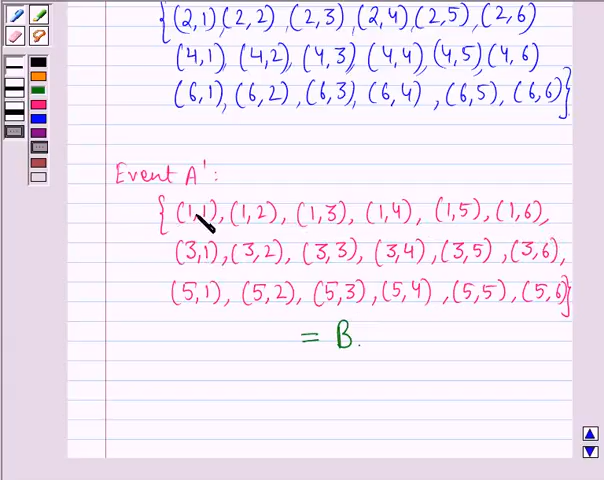 {(2,1)(2,2), (2,3), (2,4), (2,5), (2,6)
(4,1), (4,2), (4,3), (4,4), (4,5)(4,6)
(6,1), (6,2), (6,3), (6,4) , (6,5), (6,6)}
Event A':
{(1,1), (1,2), (1,3), (1,4), (1,5), (1,6),
(3,1), (3,2), (3,3), (3,4), (3,5) , (3,6),
(5,1), (5,2), (5,3), (5,4) , (5,5), (5,6)}
= B.